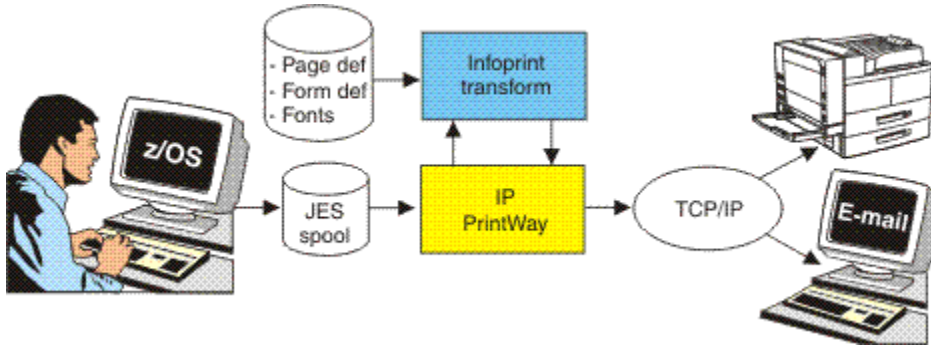 - Page def
- Form def
- Fonts
Infoprint
transform
z/OS
JES
spool
IP
PrintWay
TCP/IP
E-mail